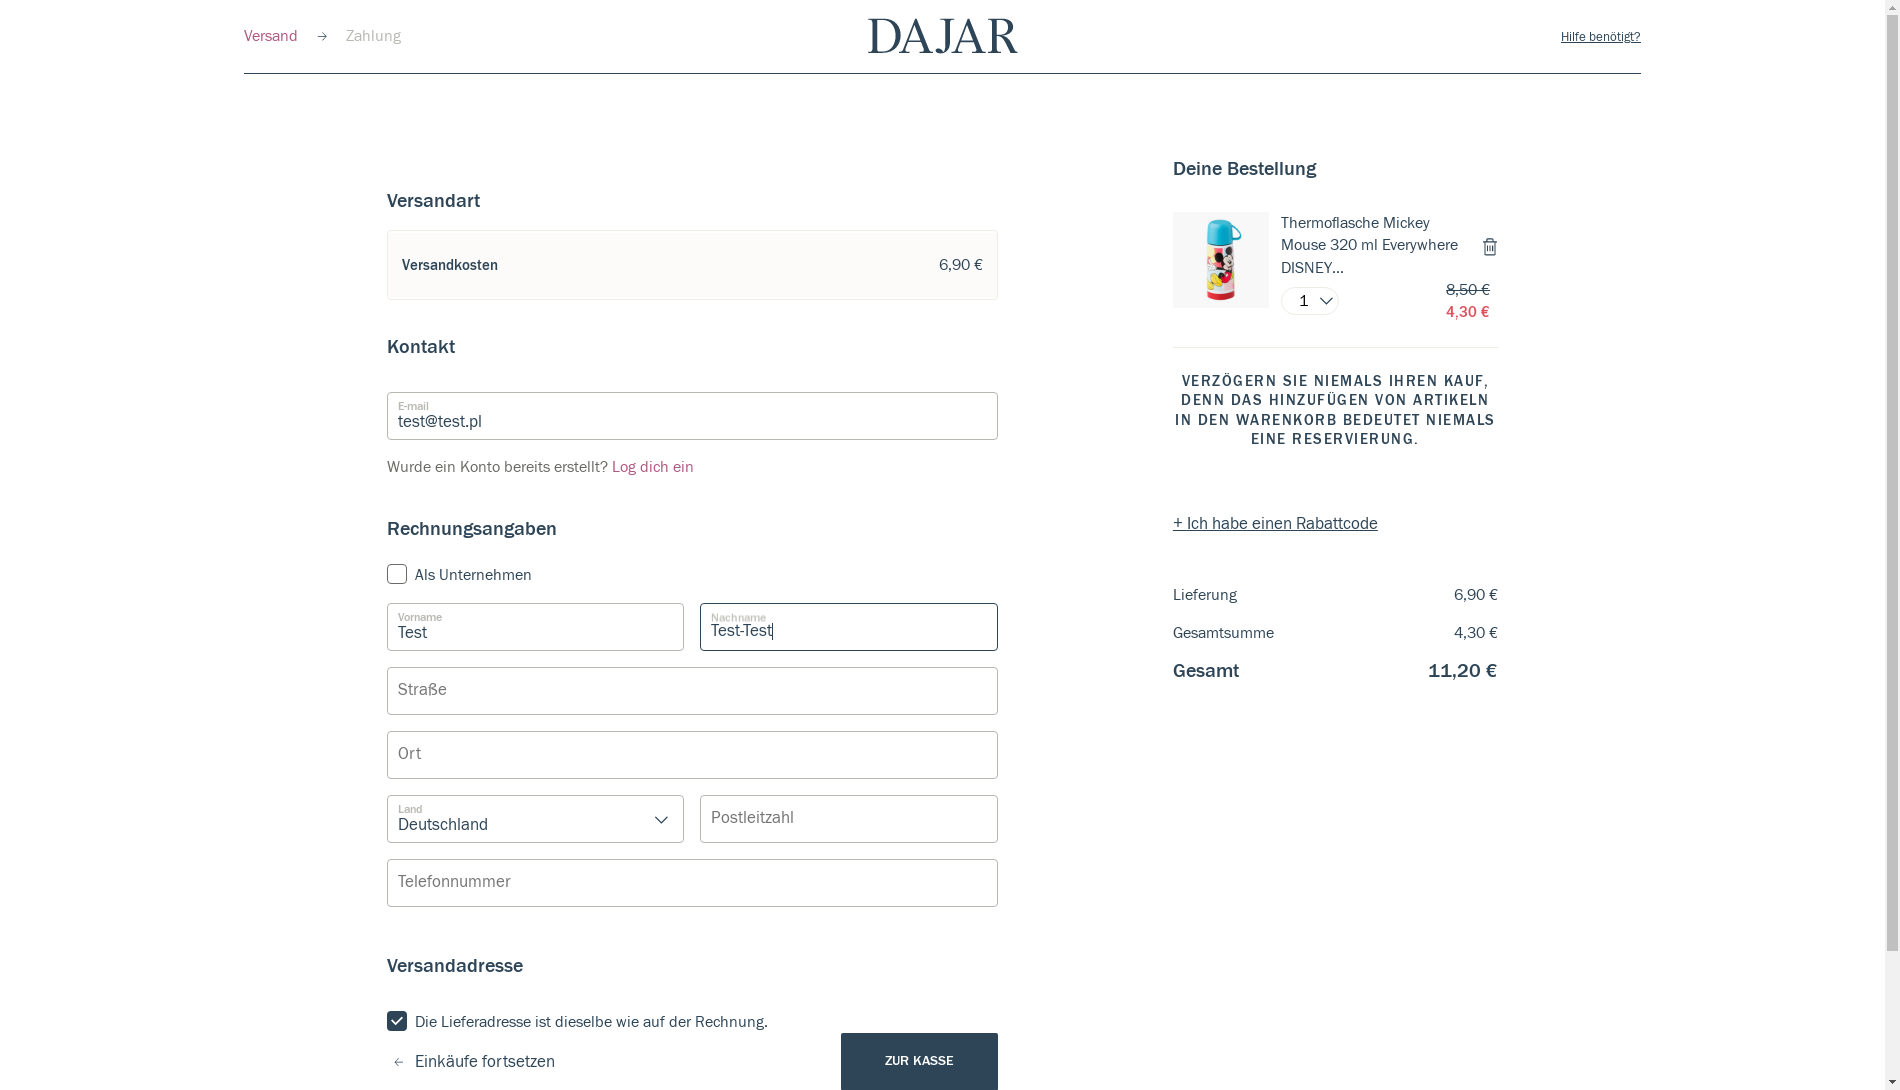 Versand
Zahlung
DAJAR
Hilfe benötigt?
Versandart
Versandkosten
6,90 €
Kontakt
E-mail
test@test.pl
Wurde ein Konto bereits erstellt? Log dich ein
Rechnungsangaben
Als Unternehmen
Vorname
Test
Nachname
Test-Test
Straße
Ort
Land
Deutschland
Postleitzahl
Telefonnummer
Versandadresse
Die Lieferadresse ist dieselbe wie auf der Rechnung.
Einkäufe fortsetzen
ZUR KASSE
Deine Bestellung
Thermoflasche Mickey
Mouse 320 ml Everywhere
DISNEY...
1
8,50 €
4,30 €
VERZÖGERN SIE NIEMALS IHREN KAUF,
DENN DAS HINZUFÜGEN VON ARTIKELN
IN DEN WARENKORB BEDEUTET NIEMALS
EINE RESERVIERUNG.
+ Ich habe einen Rabattcode
Lieferung
6,90 €
Gesamtsumme
4,30 €
Gesamt
11,20 €